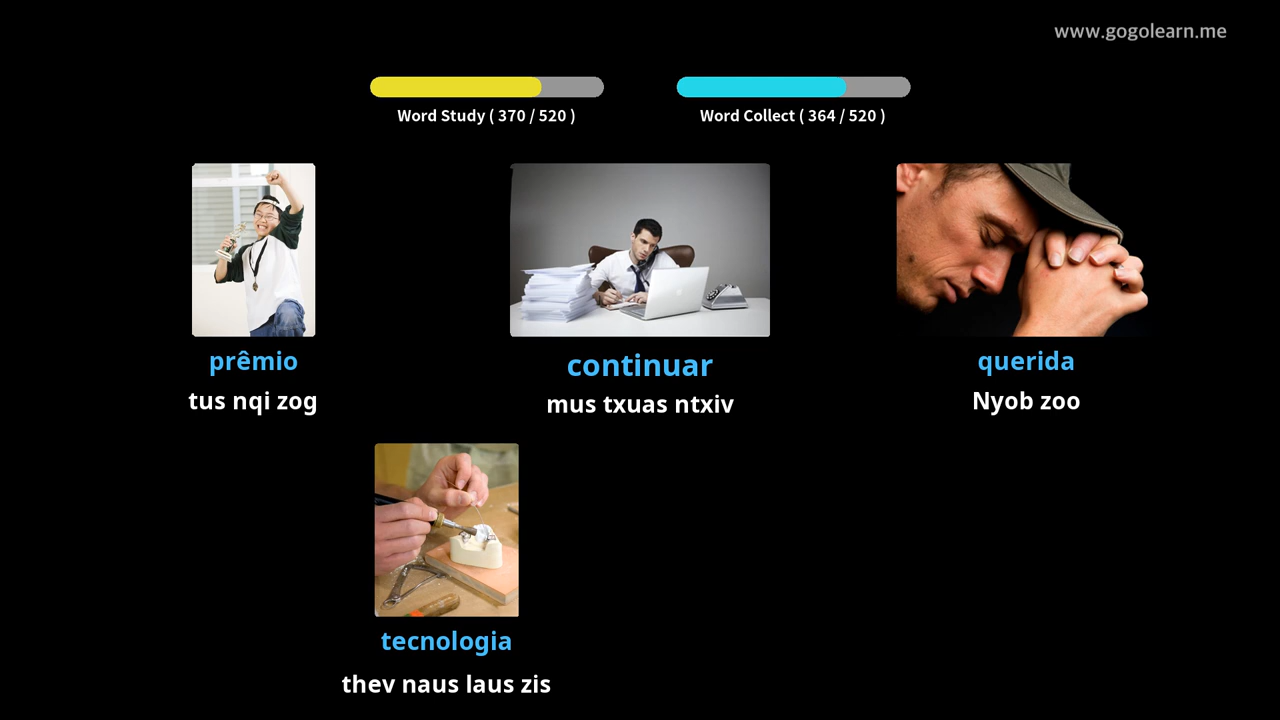 www.gogolearn.me
Word Study ( 370 / 520 )
Word Collect ( 364 / 520 )
prêmio
tus nqi zog
continuar
mus txuas ntxiv
querida
Nyob zoo
tecnologia
thev naus laus zis